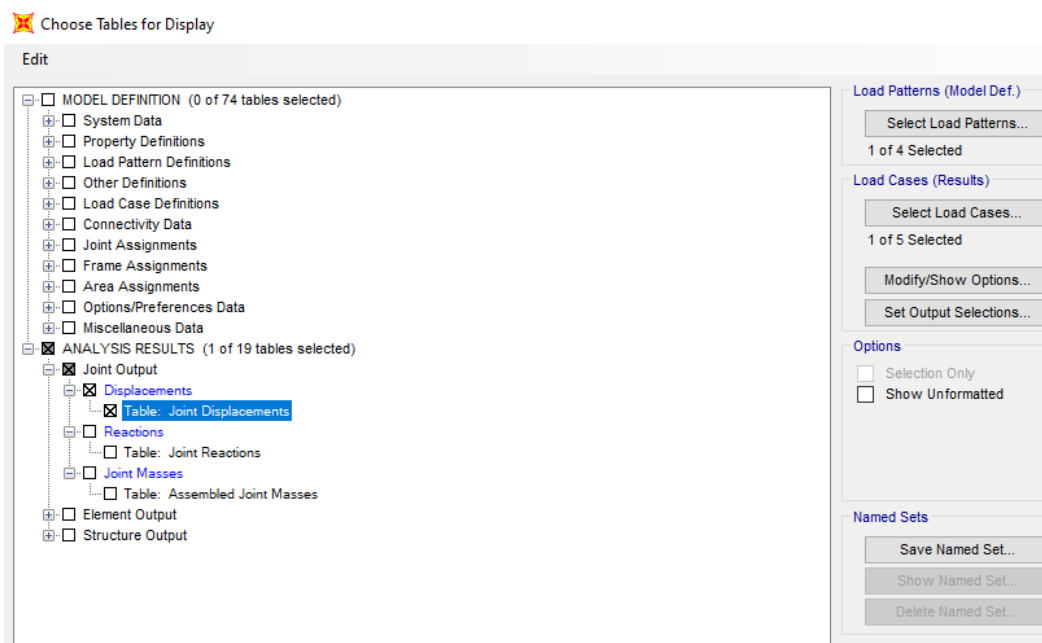 Choose Tables for Display
Edit
MODEL DEFINITION (0 of 74 tables selected)
System Data
Property Definitions
Load Pattern Definitions
Other Definitions
Load Case Definitions
Connectivity Data
Joint Assignments
Frame Assignments
Area Assignments
Options/Preferences Data
Miscellaneous Data
ANALYSIS RESULTS (1 of 19 tables selected)
Joint Output
Displacements
Table: Joint Displacements
Reactions
Table: Joint Reactions
Joint Masses
Table: Assembled Joint Masses
Element Output
Structure Output
Load Patterns (Model Def.)
Select Load Patterns...
1 of 4 Selected
Load Cases (Results)
Select Load Cases...
1 of 5 Selected
Modify/Show Options...
Set Output Selections...
Options
Selection Only
Show Unformatted
Named Sets
Save Named Set...
Show Named Set...
Delete Named Set...